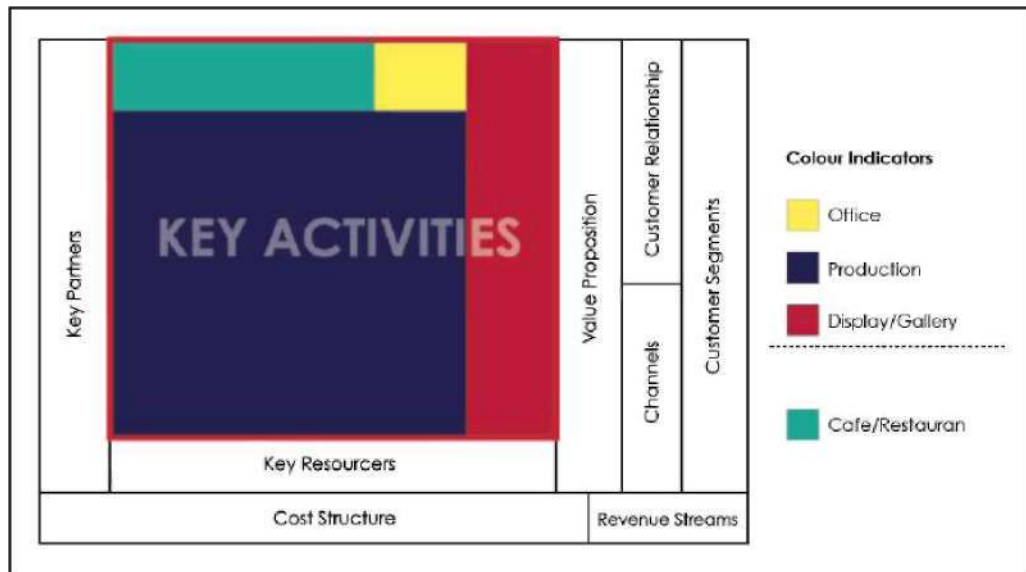 Key Partners
KEY ACTIVITIES
Key Resourcers
Value Proposition
Customer Relationship
Channels
Customer Segments
Cost Structure
Revenue Streams
Colour Indicators
Office
Production
Display/Gallery
Cafe/Restauran